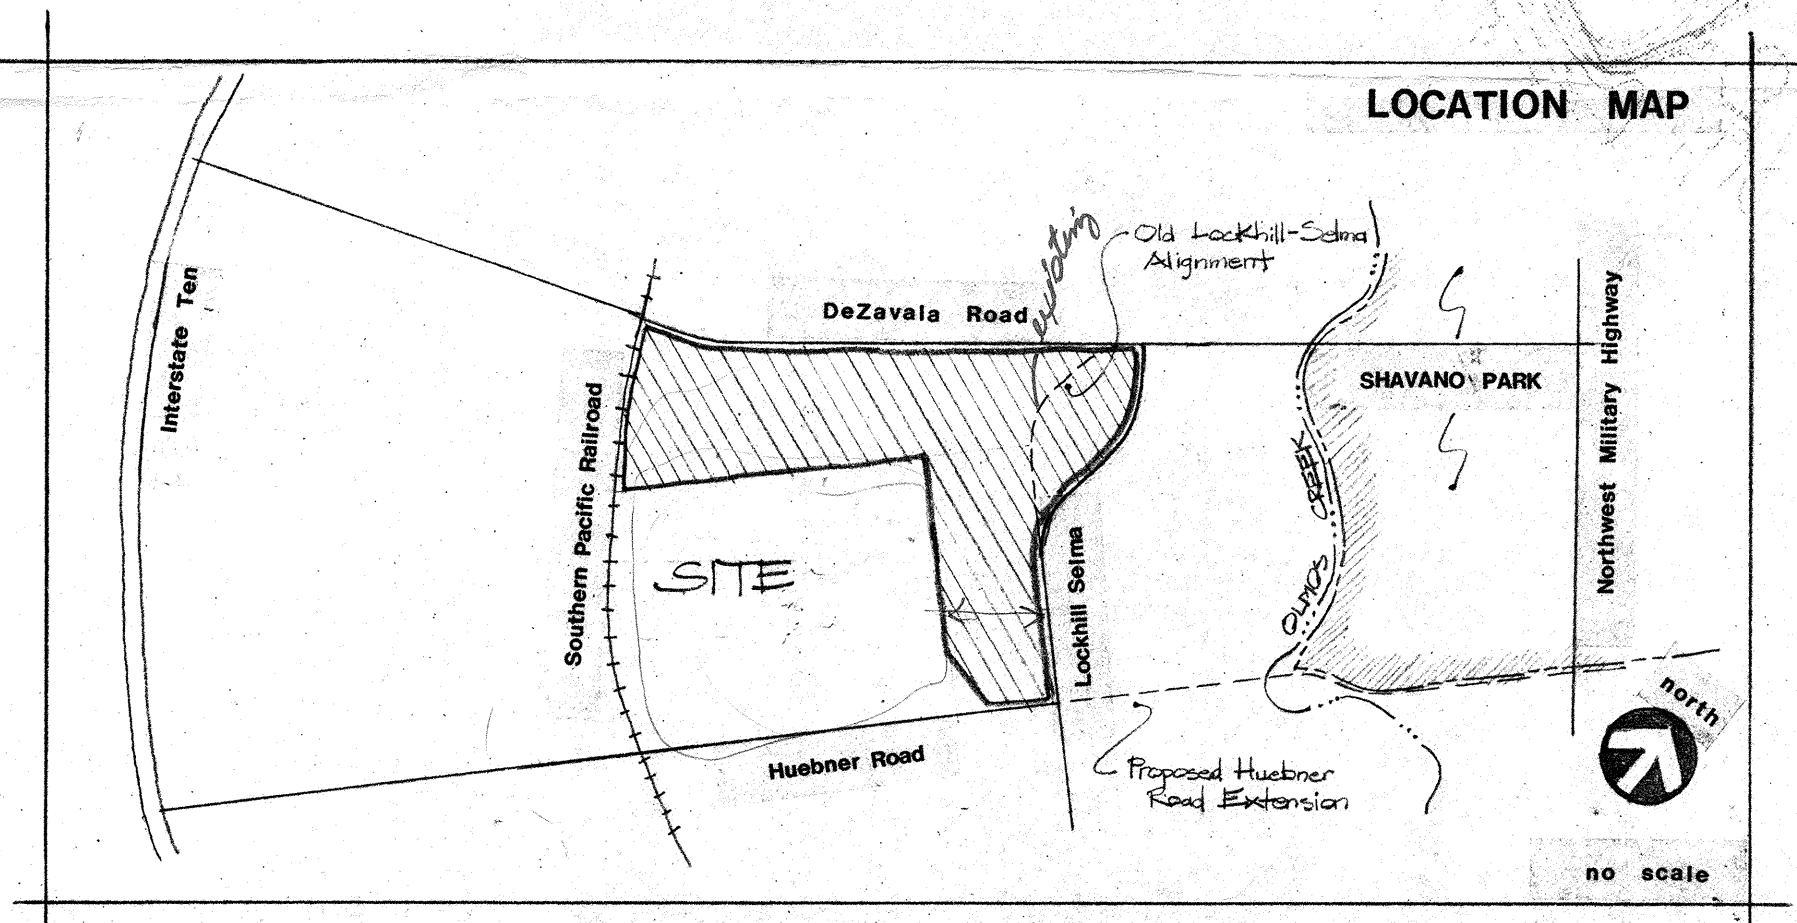 LOCATION MAP
existing
Old Lockhill-Selma
Alignment
Interstate Ten
DeZavala Road
SHAVANO PARK
Northwest Military Highway
Southern Pacific Railroad
CREEK
OLMOS
SITE
Lockhill Selma
north
Huebner Road
Proposed Huebner
Road Extension
no scale